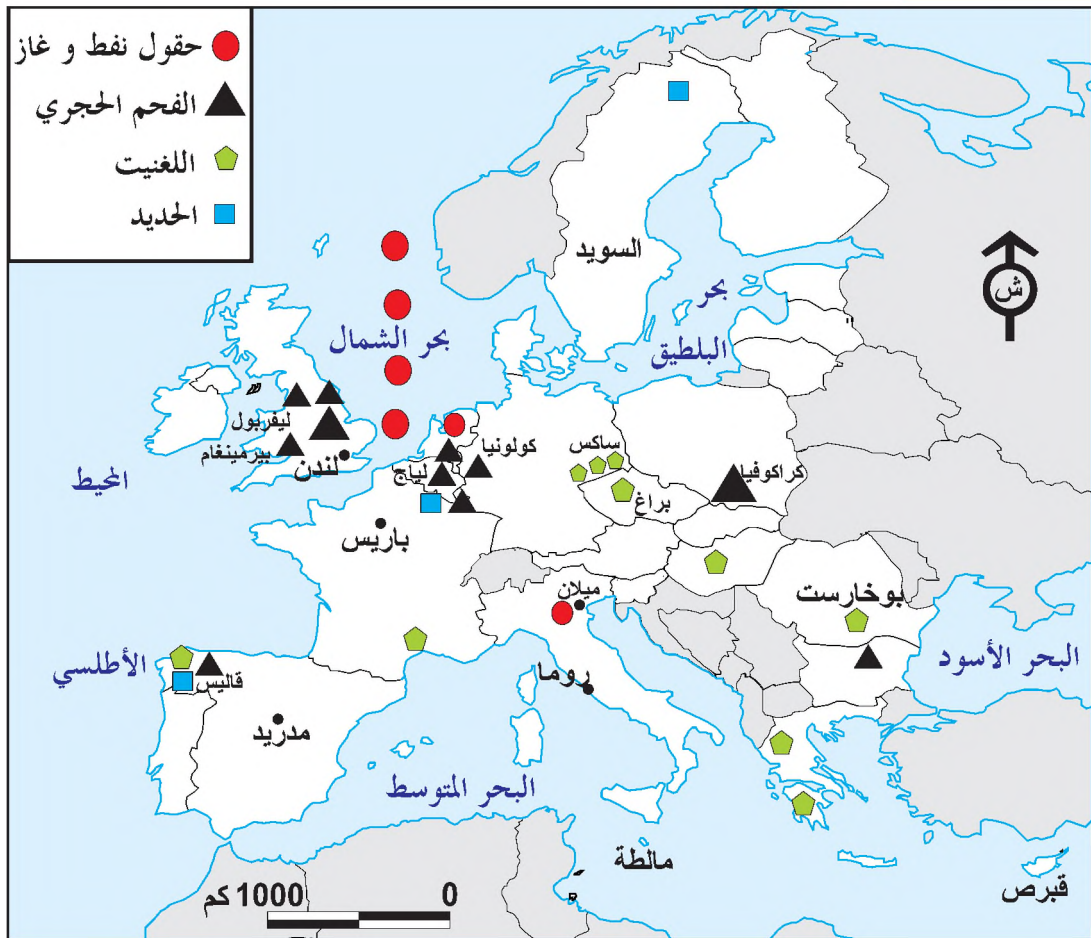 حقول نفط و غاز
الفحم الحجري
اللغنيت
الحديد
السويد
ش
بحر
البلطيق
بحر الشمال
ليفربول
بيرمينغام
لندن
كولونيا
لياج
ساكس
كراكوفيا
براغ
المحيط
باريس
ميلان
بوخارست
البحر الأسود
الأطلسي
قاليس
روما
مدريد
البحر المتوسط
مالطة
قبرص
0 1000 كم